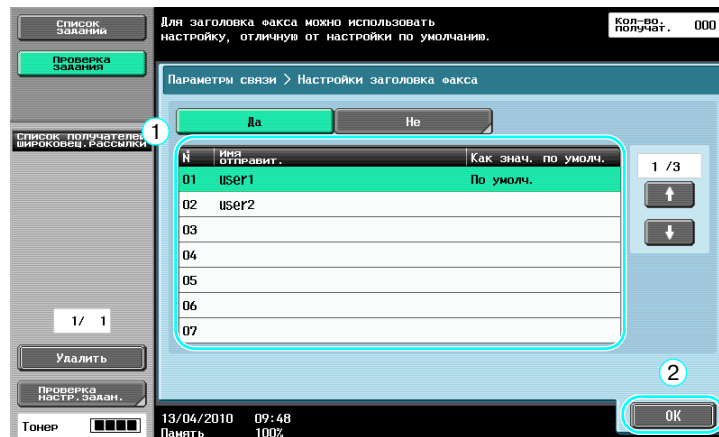 Список
заданий
Для заголовка факса можно использовать
настройку, отличную от настройки по умолчанию.
Кол-во.
получат.
000
Проверка
задания
Параметры связи > Настройки заголовка факса
Да
Не
1
Список получателей
широковещ.рассылки
№
Имя
отправит.
Как знач. по умолч.
1 /3
01 user1 По умолч.
02 user2
03
04
05
06
07
1/ 1
Удалить
2
Проверка
настр.задан.
OK
Тонер
13/04/2010 09:48
Память 100%